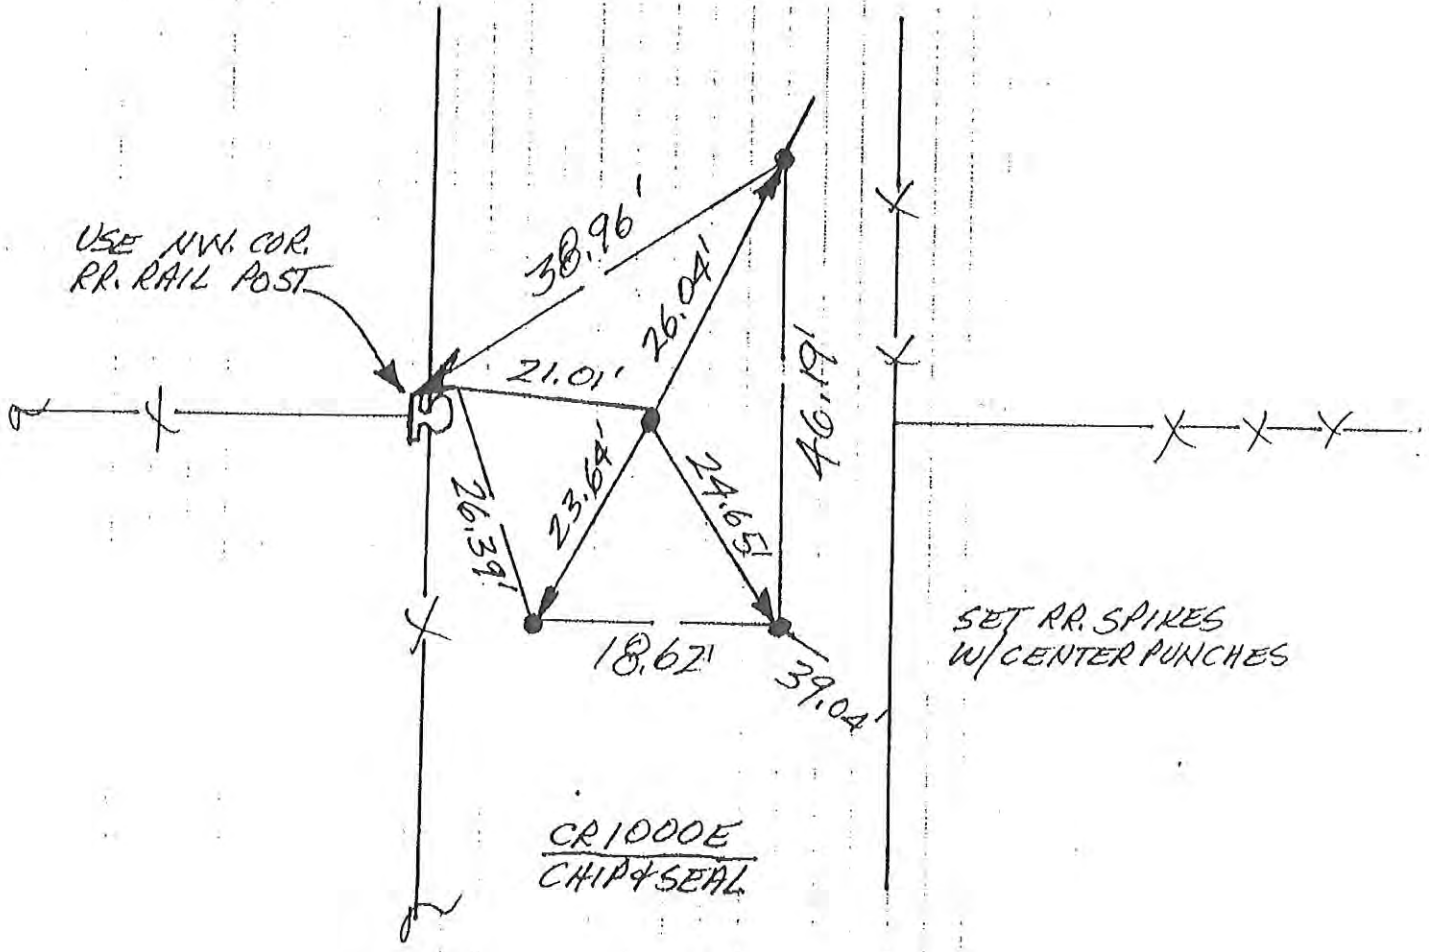 USE NW. COR.
RR. RAIL POST
38.96'
26.04'
21.01'
46.19'
23.64'
24.65'
26.39'
18.62'
39.04'
SET RR. SPIKES
W/CENTER PUNCHES
CR1000E
CHIP&SEAL